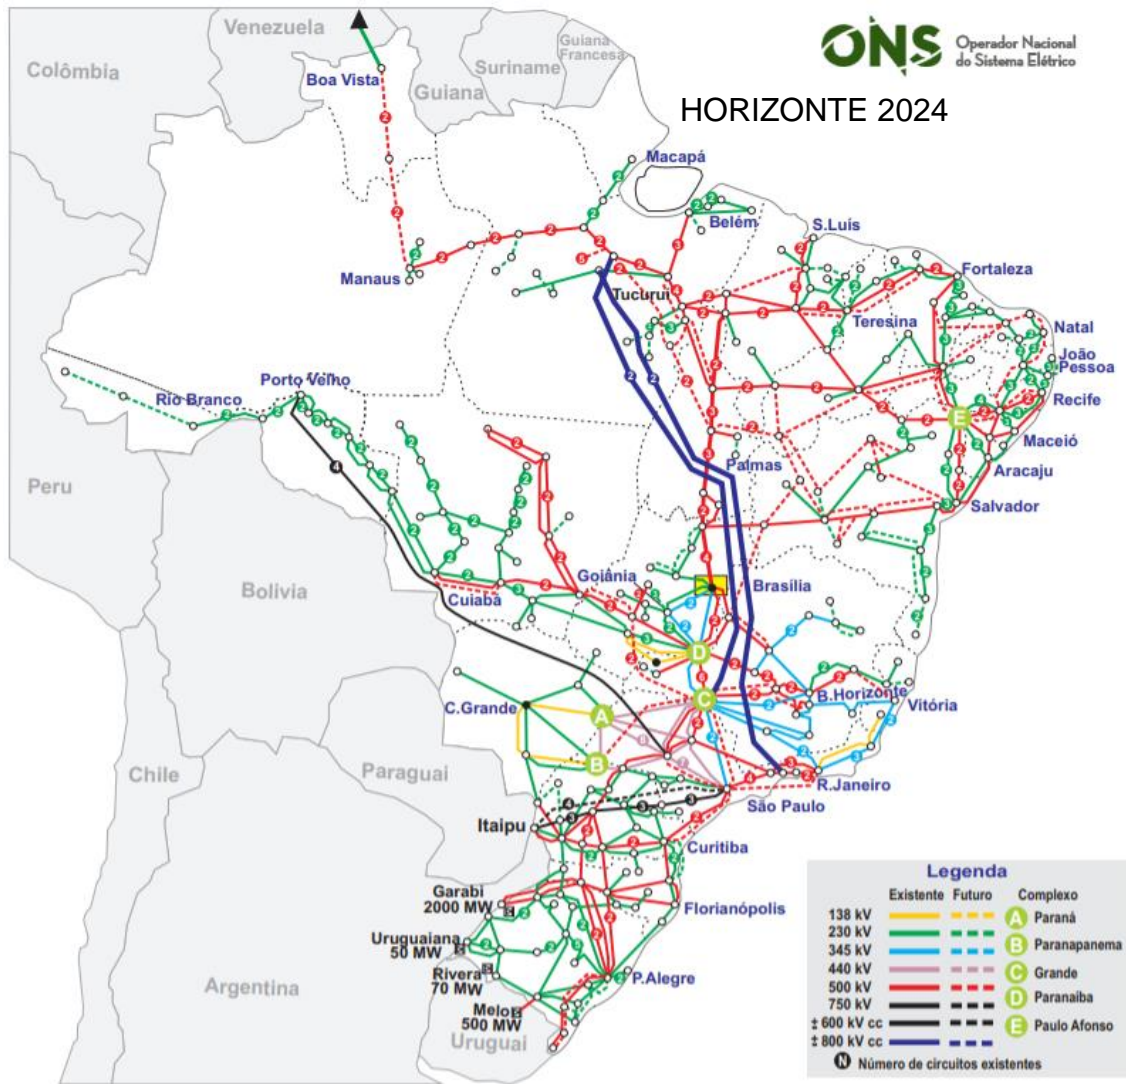 Venezuela
Guiana
Francesa
Suriname
ONS
Operador Nacional
do Sistema Elétrico
Colômbia
Boa Vista
Guiana
HORIZONTE 2024
Macapá
Belém
S.Luís
Manaus
Fortaleza
Tucuruí
Teresina
Natal
João
Pessoa
Porto Velho
Rio Branco
Recife
E
Maceió
Peru
Palmas
Aracaju
Salvador
Bolivia
Cuiabá
Goiânia
Brasília
D
C
B.Horizonte
Vitória
C.Grande
A
B
Chile
Paraguai
R.Janeiro
São Paulo
Itaipu
Curitiba
Garabi
2000 MW
Florianópolis
Uruguaiana
50 MW
Rivera
70 MW
P.Alegre
Argentina
Melo
500 MW
Uruguai
Legenda
Existente Futuro Complexo
138 kV A Paraná
230 kV
345 kV B Paranapanema
440 kV C Grande
500 kV
750 kV D Paranaíba
± 600 kV cc E Paulo Afonso
± 800 kV cc
N Número de circuitos existentes